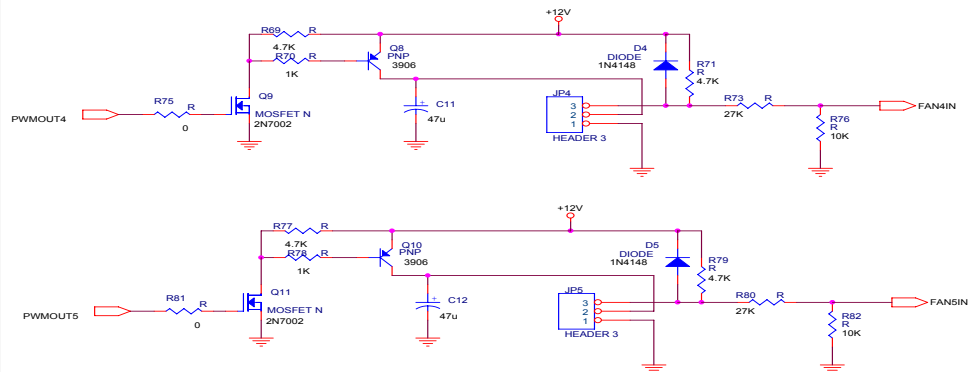 +12V
R69 R
4.7K
R70 R
1K
Q8
PNP
3906
D4
DIODE
1N4148
R71
R
4.7K
C11
47u
+
JP4
3
2
1
HEADER 3
R73 R
27K
FAN4IN
R76
R
10K
PWMOUT4
R75
R
0
Q9
MOSFET N
2N7002
+12V
R77 R
4.7K
R78 R
1K
Q10
PNP
3906
D5
DIODE
1N4148
R79
R
4.7K
C12
47u
+
JP5
3
2
1
HEADER 3
R80 R
27K
FAN5IN
R82
R
10K
PWMOUT5
R81
R
0
Q11
MOSFET N
2N7002